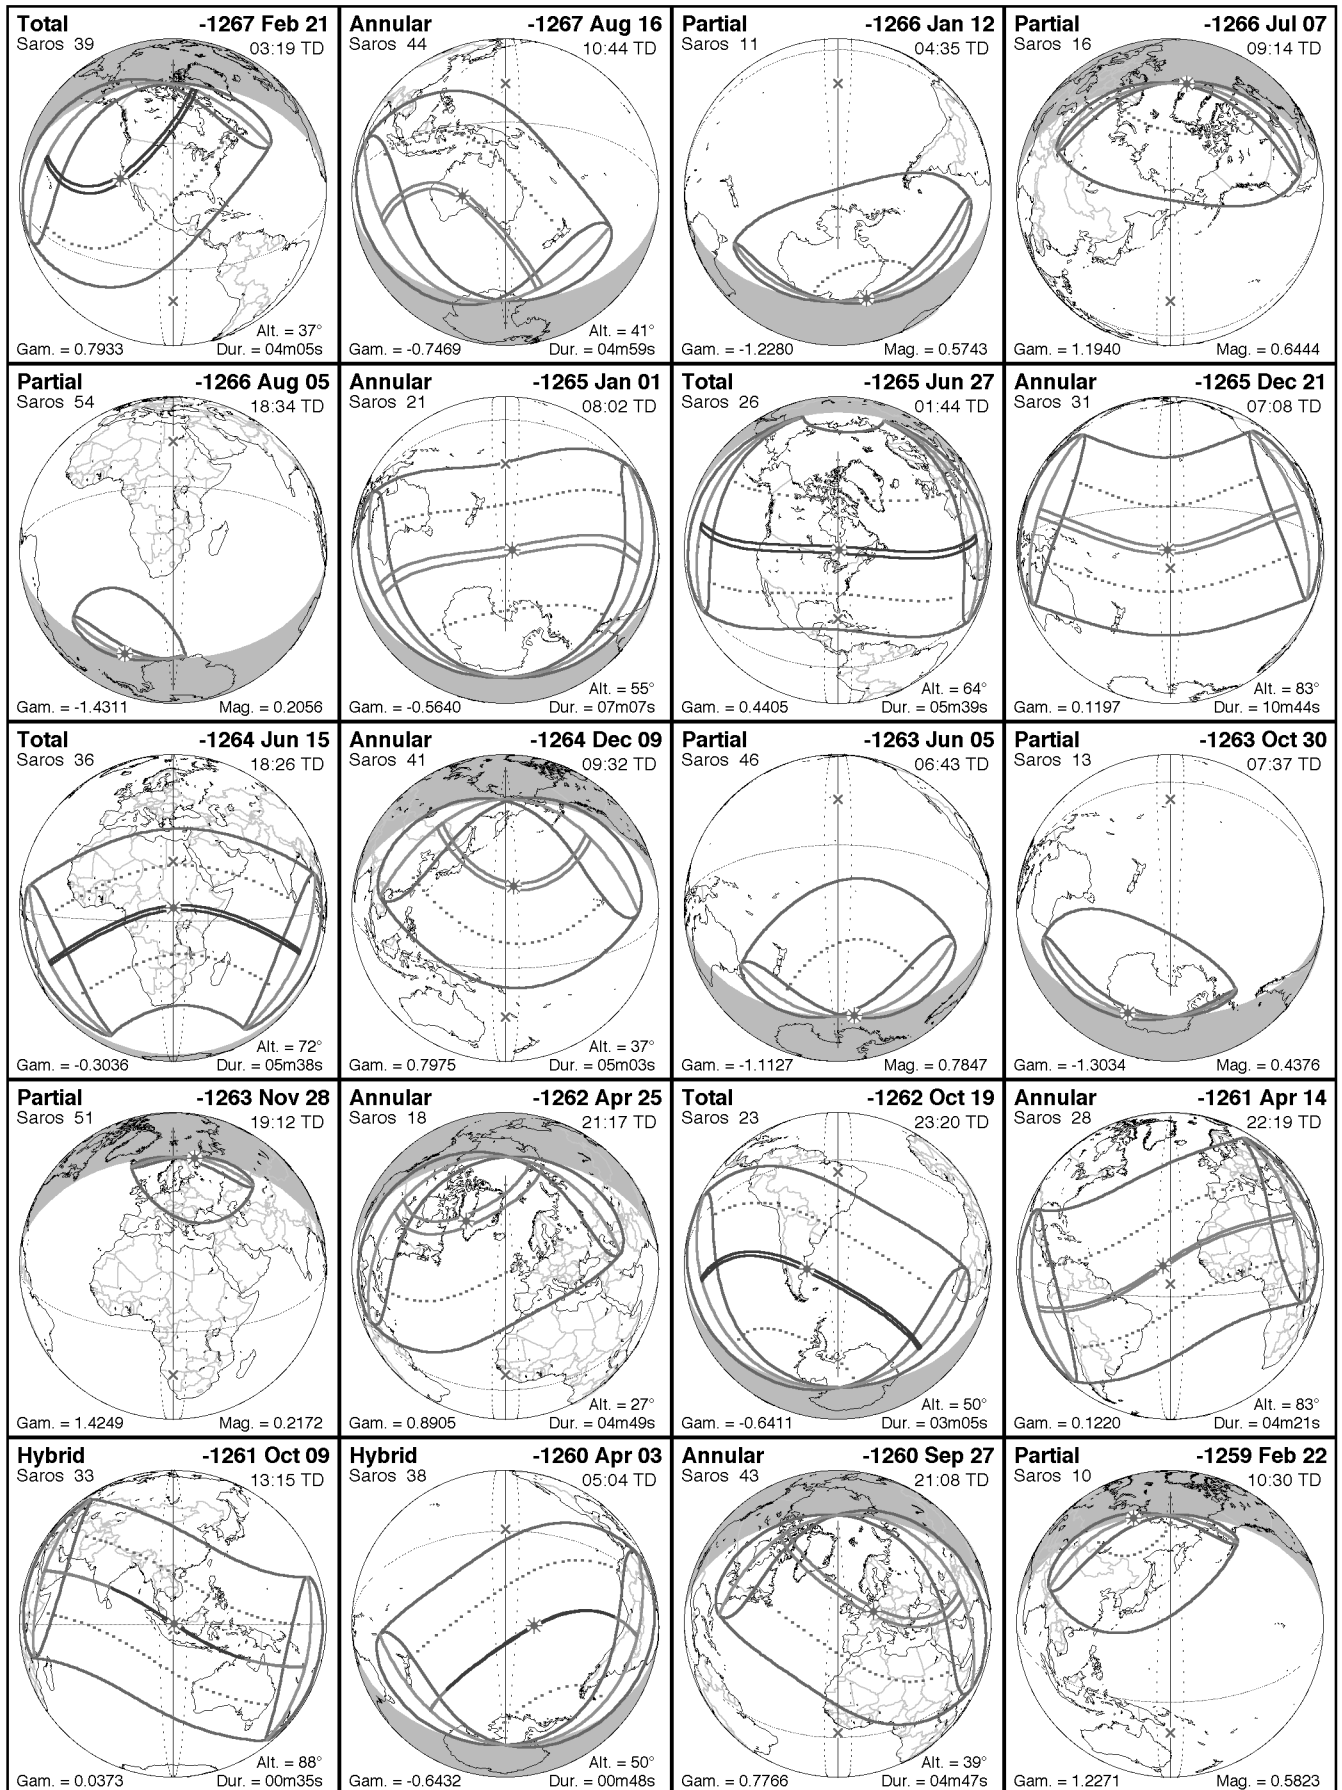 Total -1267 Feb 21
Saros 39 03:19 TD
Alt. = 37°
Gam. = 0.7933 Dur. = 04m05s
Annular -1267 Aug 16
Saros 44 10:44 TD
Alt. = 41°
Gam. = -0.7469 Dur. = 04m59s
Partial -1266 Jan 12
Saros 11 04:35 TD
Gam. = -1.2280 Mag. = 0.5743
Partial -1266 Jul 07
Saros 16 09:14 TD
Gam. = 1.1940 Mag. = 0.6444
Partial -1266 Aug 05
Saros 54 18:34 TD
Gam. = -1.4311 Mag. = 0.2056
Annular -1265 Jan 01
Saros 21 08:02 TD
Alt. = 55°
Gam. = -0.5640 Dur. = 07m07s
Total -1265 Jun 27
Saros 26 01:44 TD
Alt. = 64°
Gam. = 0.4405 Dur. = 05m39s
Annular -1265 Dec 21
Saros 31 07:08 TD
Alt. = 83°
Gam. = 0.1197 Dur. = 10m44s
Total -1264 Jun 15
Saros 36 18:26 TD
Alt. = 72°
Gam. = -0.3036 Dur. = 05m38s
Annular -1264 Dec 09
Saros 41 09:32 TD
Alt. = 37°
Gam. = 0.7975 Dur. = 05m03s
Partial -1263 Jun 05
Saros 46 06:43 TD
Gam. = -1.1127 Mag. = 0.7847
Partial -1263 Oct 30
Saros 13 07:37 TD
Gam. = -1.3034 Mag. = 0.4376
Partial -1263 Nov 28
Saros 51 19:12 TD
Gam. = 1.4249 Mag. = 0.2172
Annular -1262 Apr 25
Saros 18 21:17 TD
Alt. = 27°
Gam. = 0.8905 Dur. = 04m49s
Total -1262 Oct 19
Saros 23 23:20 TD
Alt. = 50°
Gam. = -0.6411 Dur. = 03m05s
Annular -1261 Apr 14
Saros 28 22:19 TD
Alt. = 83°
Gam. = 0.1220 Dur. = 04m21s
Hybrid -1261 Oct 09
Saros 33 13:15 TD
Alt. = 88°
Gam. = 0.0373 Dur. = 00m35s
Hybrid -1260 Apr 03
Saros 38 05:04 TD
Alt. = 50°
Gam. = -0.6432 Dur. = 00m48s
Annular -1260 Sep 27
Saros 43 21:08 TD
Alt. = 39°
Gam. = 0.7766 Dur. = 04m47s
Partial -1259 Feb 22
Saros 10 10:30 TD
Gam. = 1.2271 Mag. = 0.5823